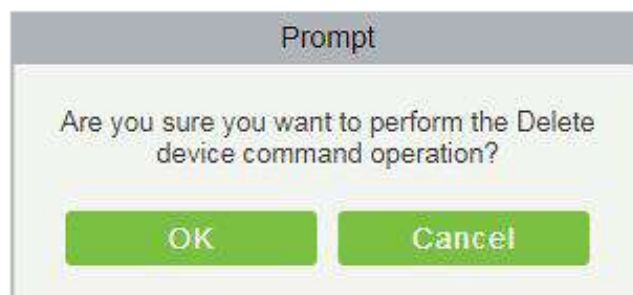 Prompt
Are you sure you want to perform the Delete
device command operation?
OK
Cancel